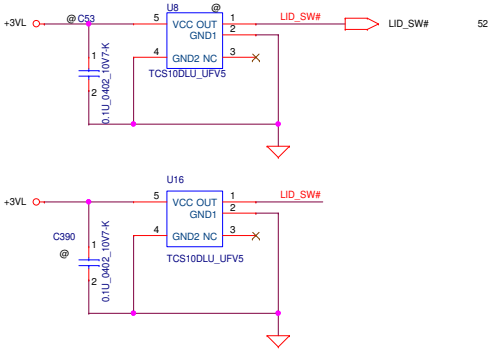 U8 @
+3VL @ C53 5 VCC OUT 1 LID_SW# LID_SW# 52
GND1 2
1 4 GND2 NC 3
TCS10DLU_UFV5
2
0.1U_0402_10V7-K
U16
+3VL 5 VCC OUT 1 LID_SW#
GND1 2
C390 4 GND2 NC 3
1
@
TCS10DLU_UFV5
2
0.1U_0402_10V7-K